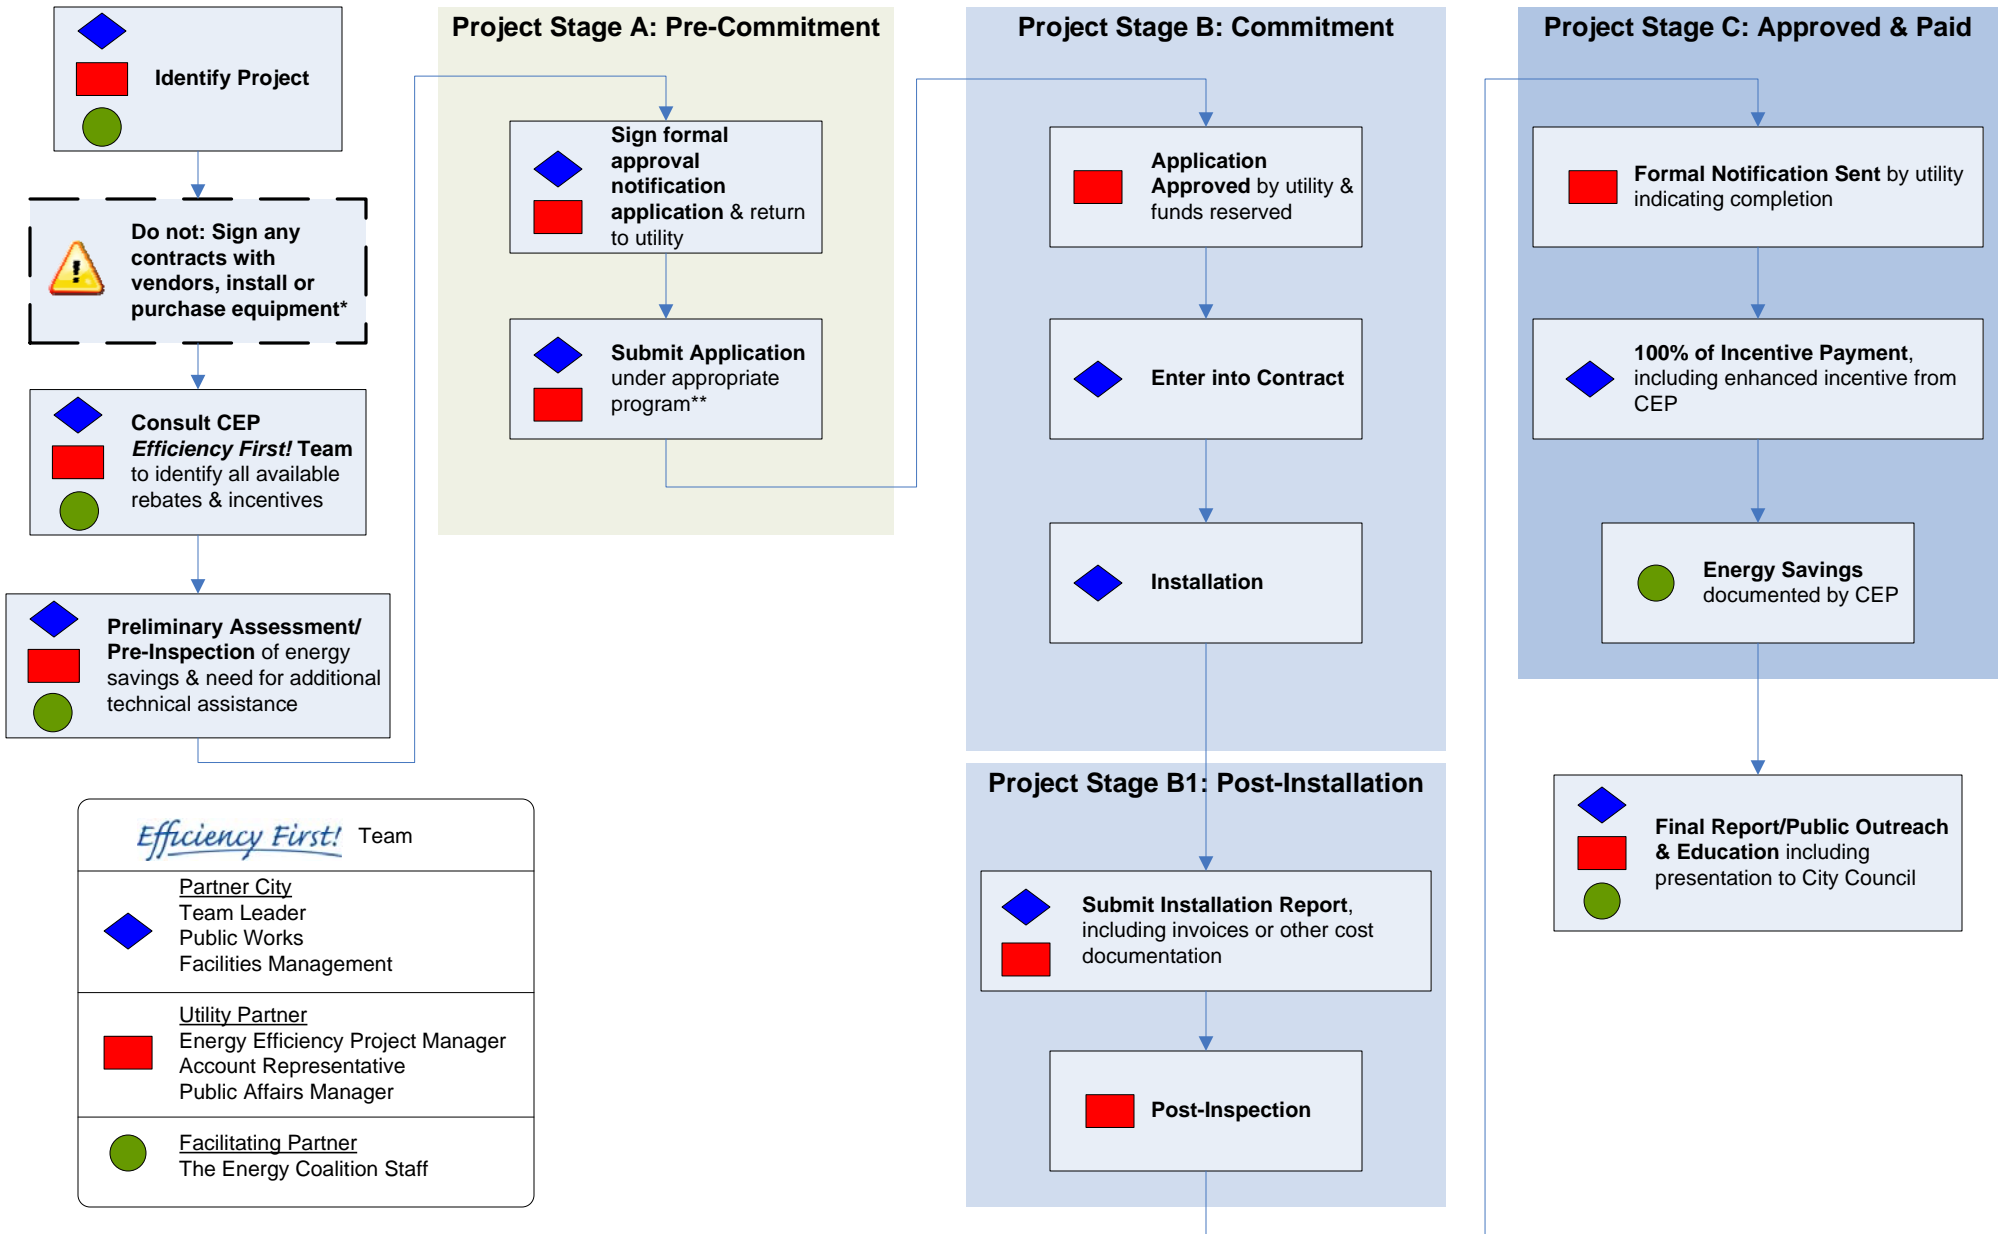 Identify Project
Do not: Sign any
contracts with
vendors, install or
purchase equipment*
Consult CEP
Efficiency First! Team
to identify all available
rebates & incentives
Preliminary Assessment/
Pre-Inspection of energy
savings & need for additional
technical assistance
Efficiency First! Team
Partner City
Team Leader
Public Works
Facilities Management
Utility Partner
Energy Efficiency Project Manager
Account Representative
Public Affairs Manager
Facilitating Partner
The Energy Coalition Staff
Project Stage A: Pre-Commitment
Sign formal
approval
notification
application & return
to utility
Submit Application
under appropriate
program**
Project Stage B: Commitment
Application
Approved by utility &
funds reserved
Enter into Contract
Installation
Project Stage B1: Post-Installation
Submit Installation Report,
including invoices or other cost
documentation
Post-Inspection
Project Stage C: Approved & Paid
Formal Notification Sent by utility
indicating completion
100% of Incentive Payment,
including enhanced incentive from
CEP
Energy Savings
documented by CEP
Final Report/Public Outreach
& Education including
presentation to City Council